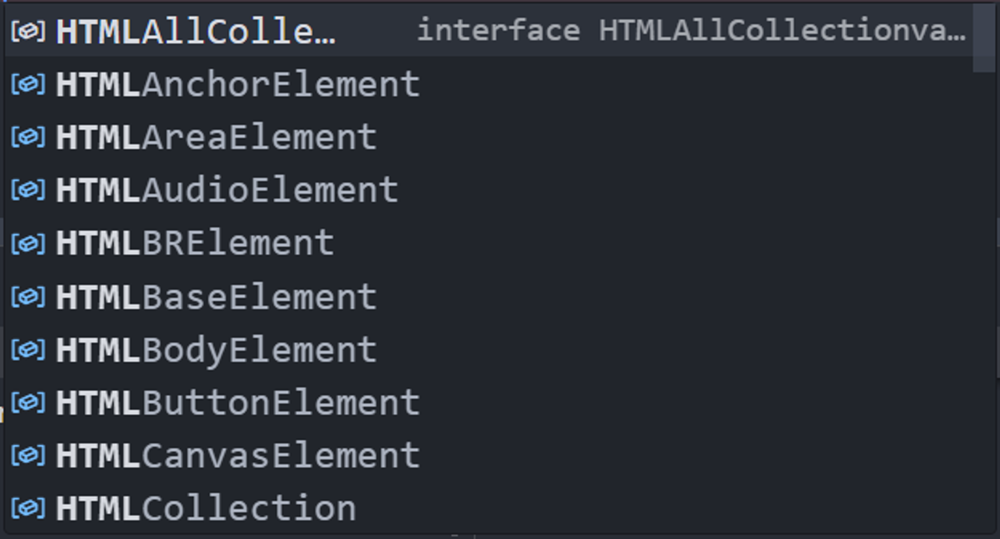 HTMLAllColle… interface HTMLAllCollectionva…
HTMLAnchorElement
HTMLAreaElement
HTMLAudioElement
HTMLBRElement
HTMLBaseElement
HTMLBodyElement
HTMLButtonElement
HTMLCanvasElement
HTMLCollection